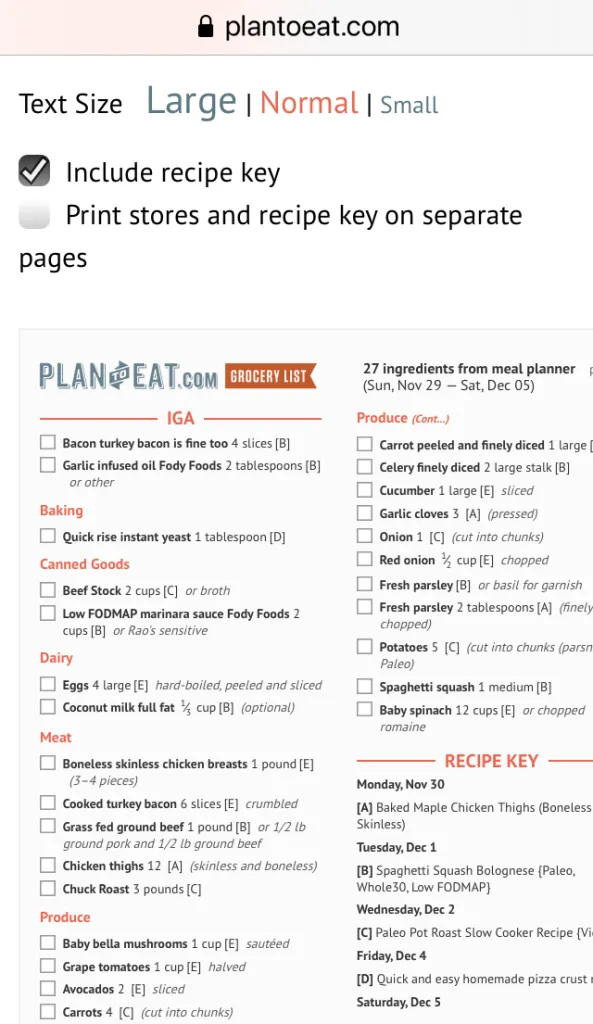 plantoeat.com
Text Size Large | Normal | Small
Include recipe key
Print stores and recipe key on separate
pages
PLAN TO EAT.COM GROCERY LIST
IGA
Bacon turkey bacon is fine too 4 slices [B]
Garlic infused oil Fody Foods 2 tablespoons [B]
or other
Baking
Quick rise instant yeast 1 tablespoon [D]
Canned Goods
Beef Stock 2 cups [C] or broth
Low FODMAP marinara sauce Fody Foods 2
cups [B] or Rao's sensitive
Dairy
Eggs 4 large [E] hard-boiled, peeled and sliced
Coconut milk full fat 1/3 cup [B] (optional)
Meat
Boneless skinless chicken breasts 1 pound [E]
(3–4 pieces)
Cooked turkey bacon 6 slices [E] crumbled
Grass fed ground beef 1 pound [B] or 1/2 lb
ground pork and 1/2 lb ground beef
Chicken thighs 12 [A] (skinless and boneless)
Chuck Roast 3 pounds [C]
Produce
Baby bella mushrooms 1 cup [E] sautéed
Grape tomatoes 1 cup [E] halved
Avocados 2 [E] sliced
Carrots 4 [C] (cut into chunks)
27 ingredients from meal planner
(Sun, Nov 29 — Sat, Dec 05)
Produce (Cont...)
Carrot peeled and finely diced 1 large [
Celery finely diced 2 large stalk [B]
Cucumber 1 large [E] sliced
Garlic cloves 3 [A] (pressed)
Onion 1 [C] (cut into chunks)
Red onion 1/2 cup [E] chopped
Fresh parsley [B] or basil for garnish
Fresh parsley 2 tablespoons [A] (finely
chopped)
Potatoes 5 [C] (cut into chunks (parsn
Paleo)
Spaghetti squash 1 medium [B]
Baby spinach 12 cups [E] or chopped
romaine
RECIPE KEY
Monday, Nov 30
[A] Baked Maple Chicken Thighs (Boneless
Skinless)
Tuesday, Dec 1
[B] Spaghetti Squash Bolognese {Paleo,
Whole30, Low FODMAP}
Wednesday, Dec 2
[C] Paleo Pot Roast Slow Cooker Recipe {Vi
Friday, Dec 4
[D] Quick and easy homemade pizza crust
Saturday, Dec 5